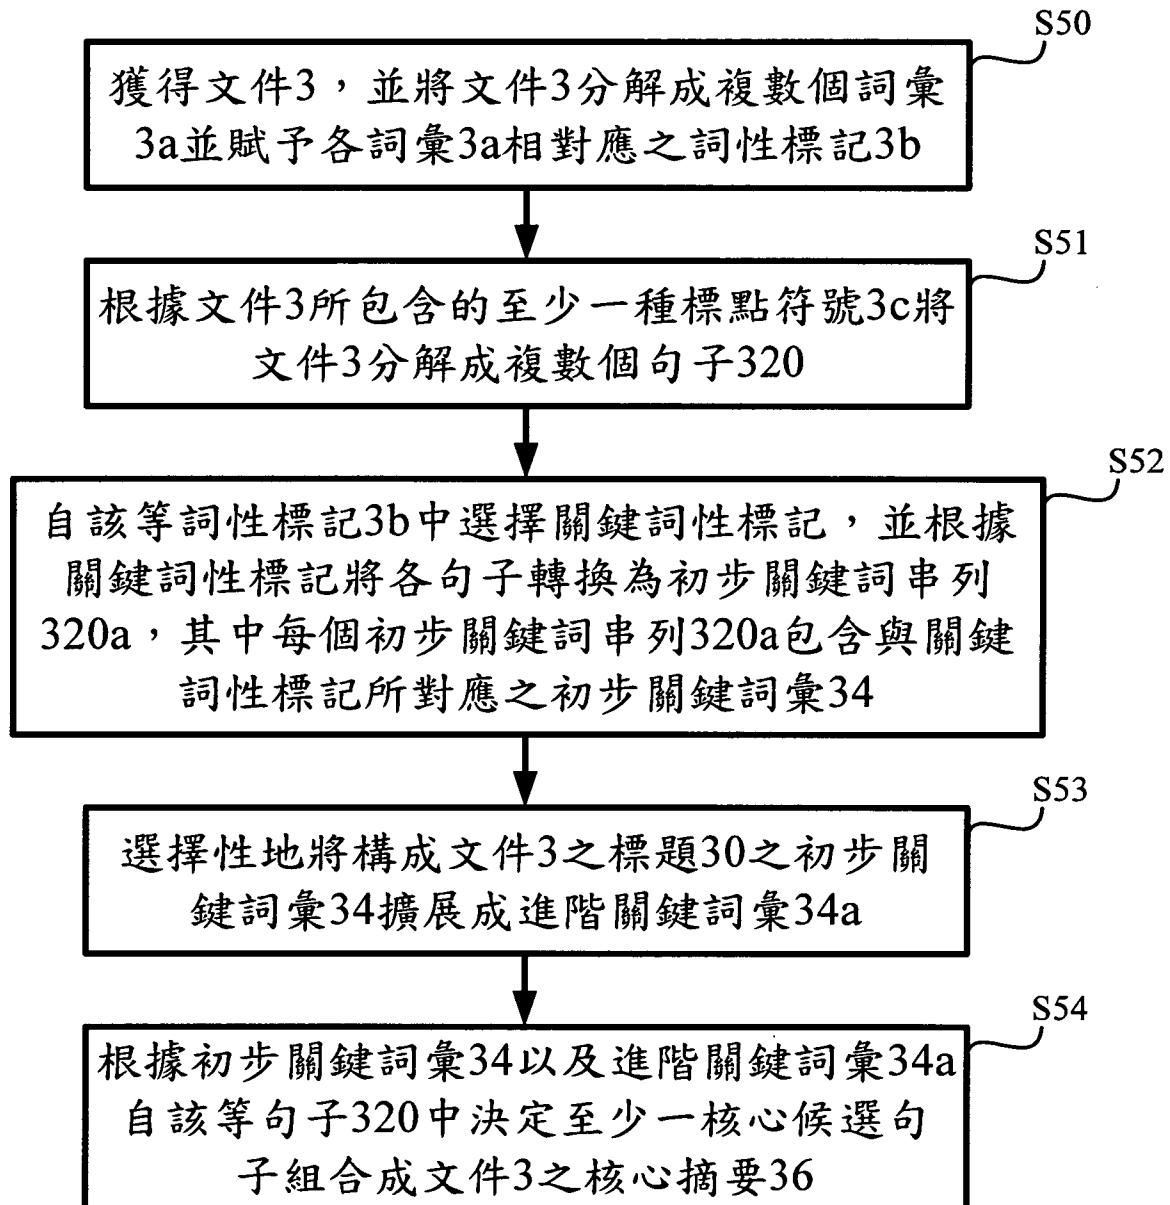 S50
獲得文件3，並將文件3分解成複數個詞彙
3a並賦予各詞彙3a相對應之詞性標記3b
S51
根據文件3所包含的至少一種標點符號3c將
文件3分解成複數個句子320
S52
自該等詞性標記3b中選擇關鍵詞性標記，並根據
關鍵詞性標記將各句子轉換為初步關鍵詞串列
320a，其中每個初步關鍵詞串列320a包含與關鍵
詞性標記所對應之初步關鍵詞彙34
S53
選擇性地將構成文件3之標題30之初步關
鍵詞彙34擴展成進階關鍵詞彙34a
S54
根據初步關鍵詞彙34以及進階關鍵詞彙34a
自該等句子320中決定至少一核心候選句
子組合成文件3之核心摘要36